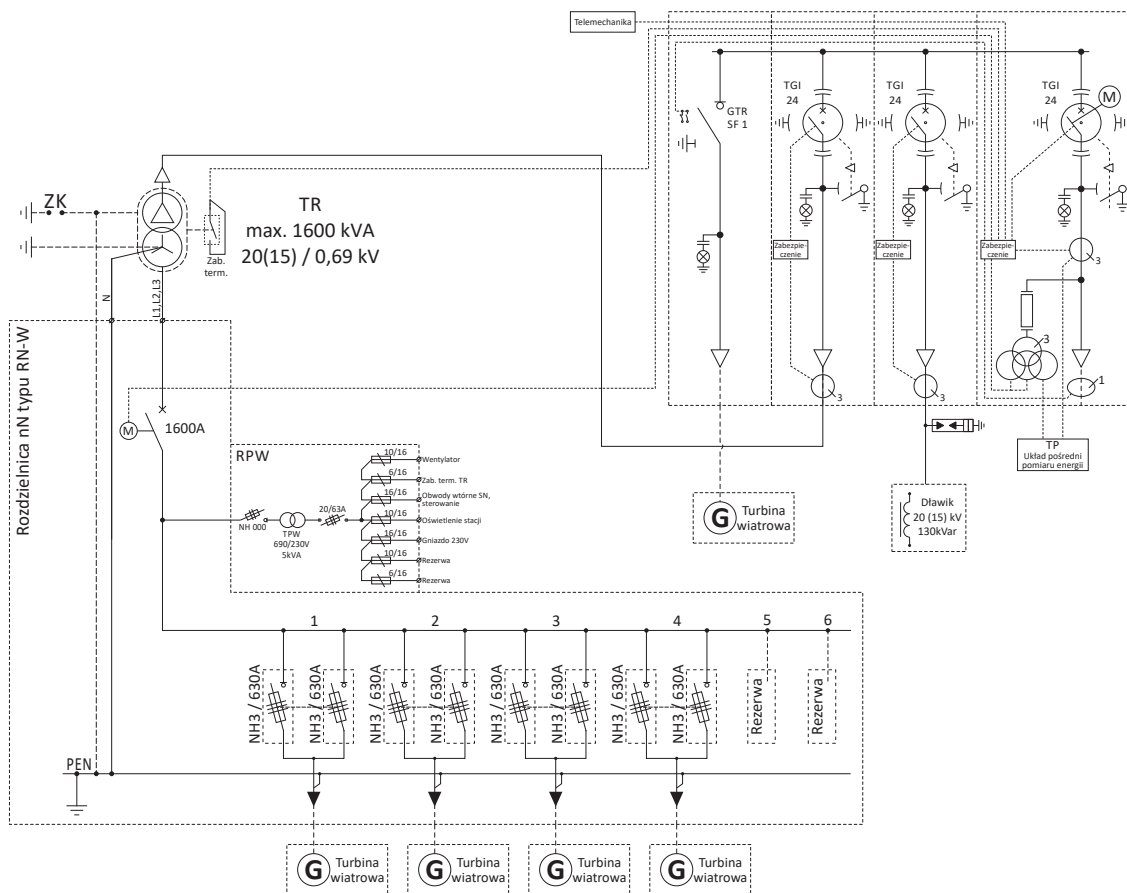 Telemechanika
GTR
SF 1
TGI
24
TGI
24
TGI
24
M
ZK
TR
max. 1600 kVA
20(15) / 0,69 kV
Zab.
term.
N
L1,L2,L3
Zabezpie-
czenie
Zabezpie-
czenie
Zabezpie-
czenie
3
3
3
3
1
TP
Układ pośredni
pomiaru energii
G
Turbina
wiatrowa
Dławik
20 (15) kV
130kVar
Rozdzielnica nN typu RN-W
M
1600A
RPW
NH 000
TPW
690/230V
5kVA
20/63A
10/16
Wentylator
6/16
Zab. term. TR
16/16
Obwody wtórne SN,
sterowanie
10/16
Oświetlenie stacji
16/16
Gniazdo 230V
10/16
Rezerwa
6/16
Rezerwa
1
2
3
4
5
6
NH3 / 630A
NH3 / 630A
NH3 / 630A
NH3 / 630A
NH3 / 630A
NH3 / 630A
NH3 / 630A
NH3 / 630A
Rezerwa
Rezerwa
PEN
G
Turbina
wiatrowa
G
Turbina
wiatrowa
G
Turbina
wiatrowa
G
Turbina
wiatrowa